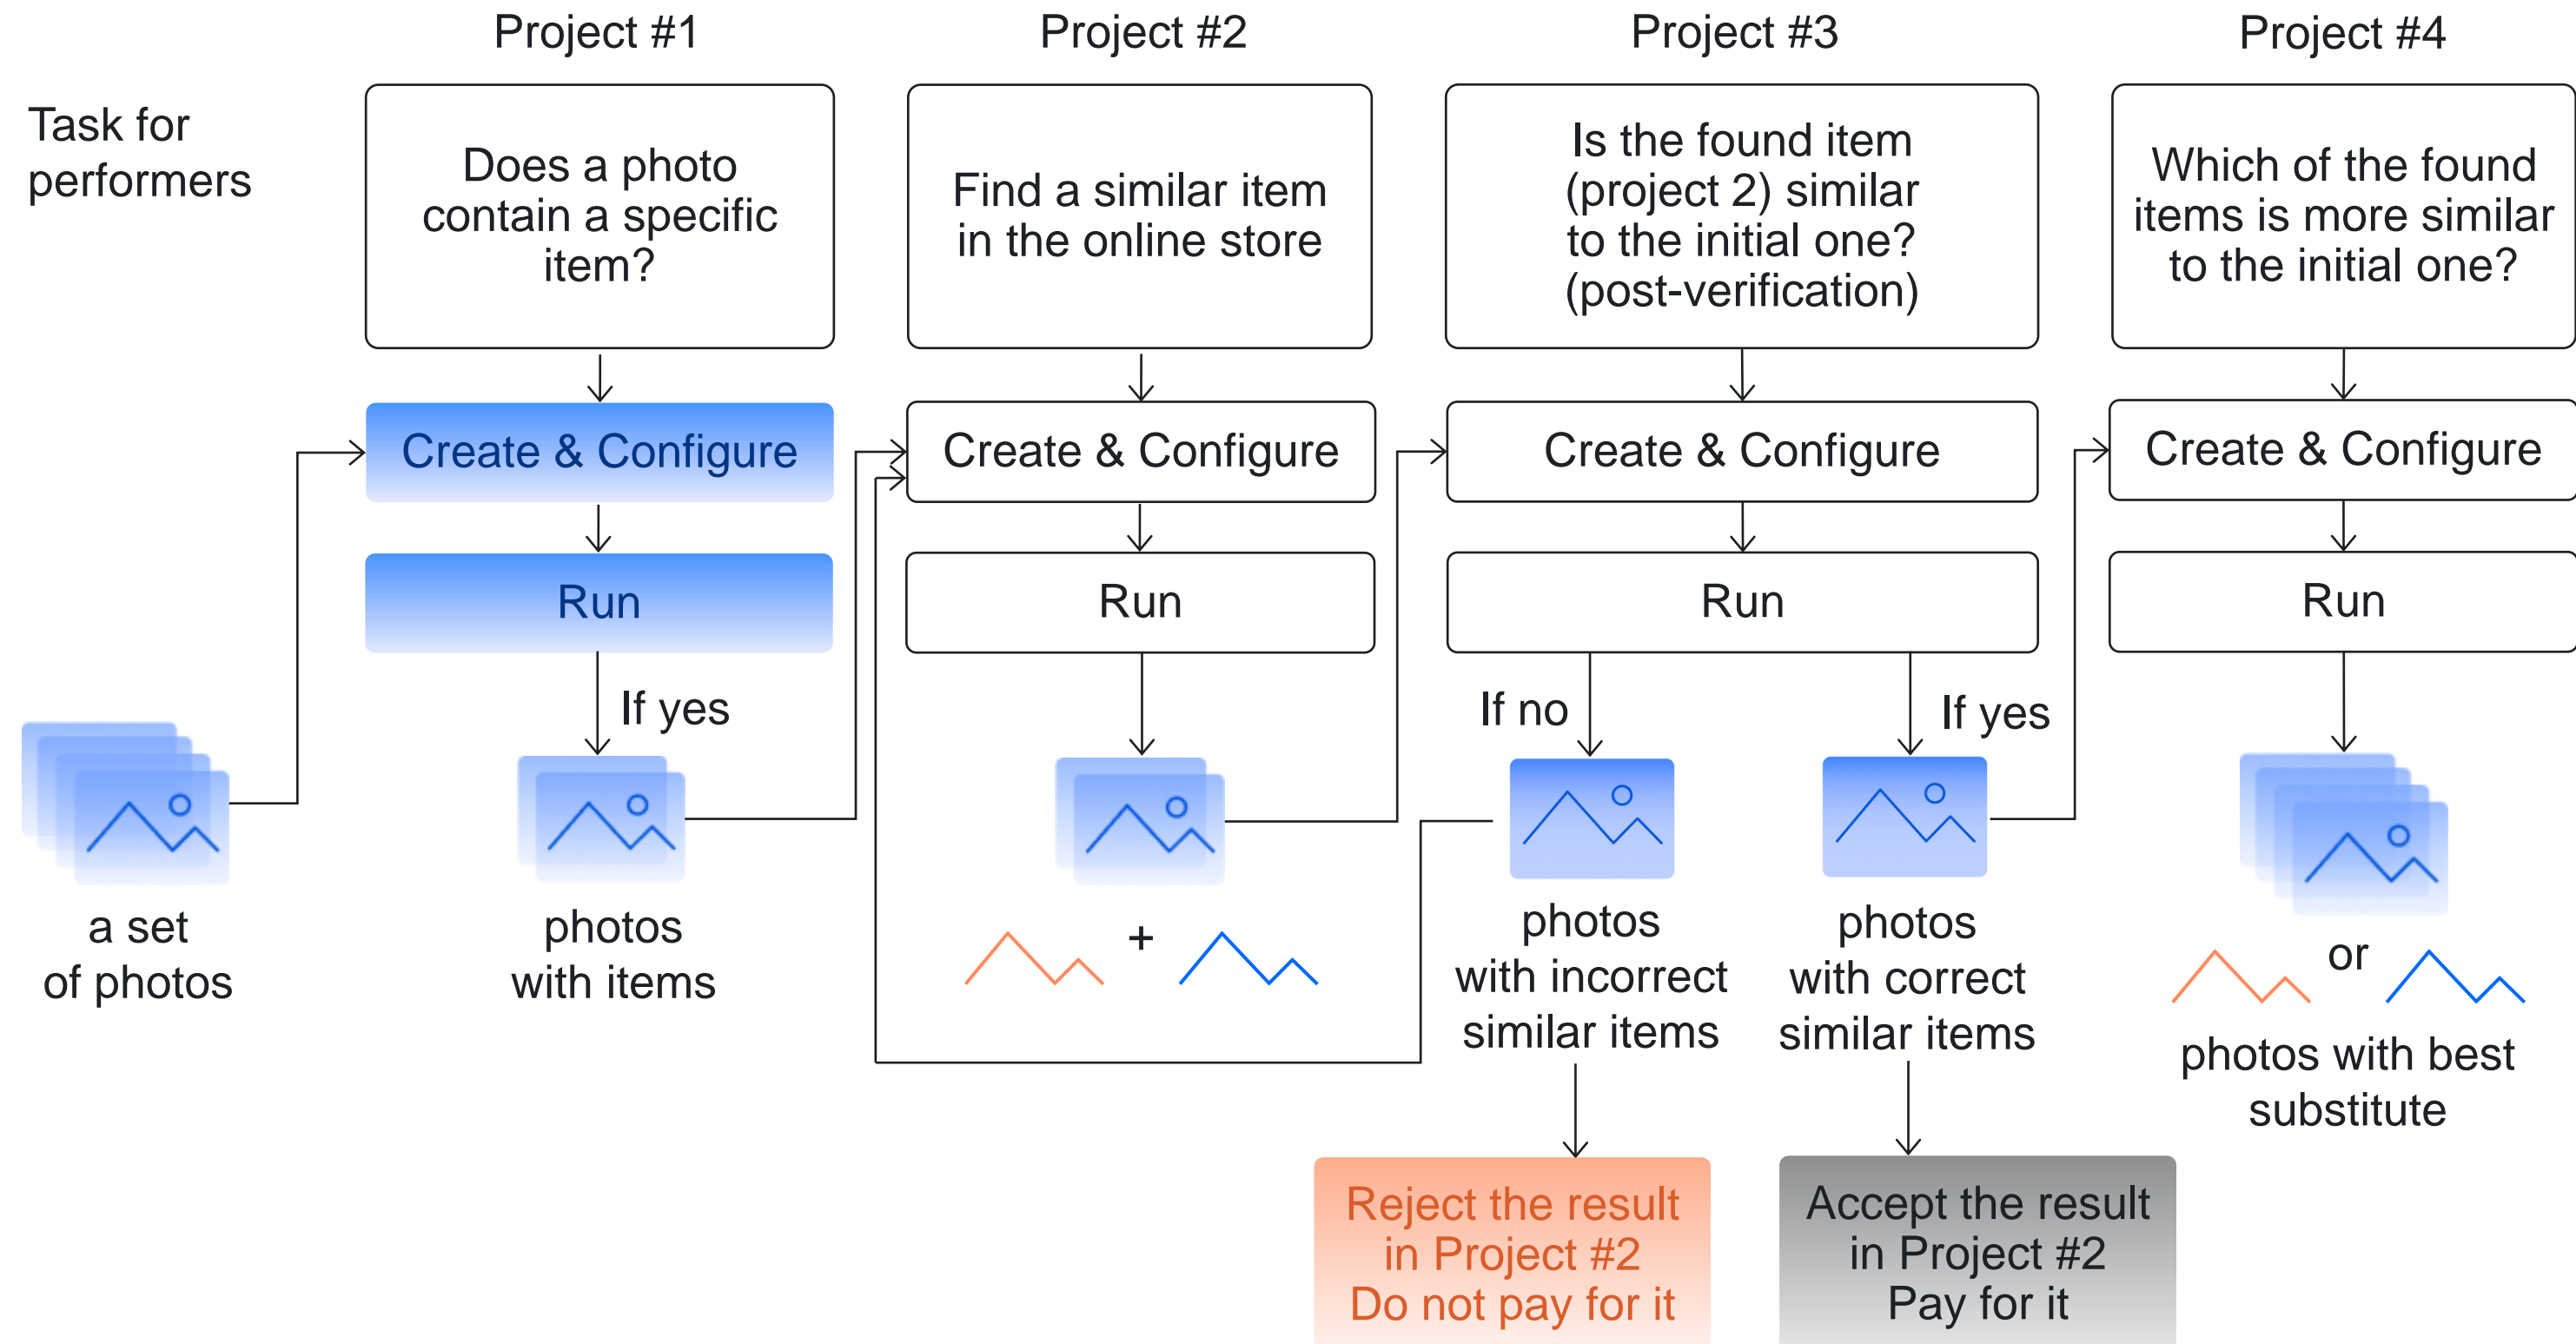 Project #1
Project #2
Project #3
Project #4
Task for
performers
Does a photo
contain a specific
item?
Find a similar item
in the online store
Is the found item
(project 2) similar
to the initial one?
(post-verification)
Which of the found
items is more similar
to the initial one?
Create & Configure
Create & Configure
Create & Configure
Create & Configure
Run
Run
Run
Run
If yes
If no
If yes
a set
of photos
photos
with items
+
photos
with incorrect
similar items
photos
with correct
similar items
or
photos with best
substitute
Reject the result
in Project #2
Do not pay for it
Accept the result
in Project #2
Pay for it